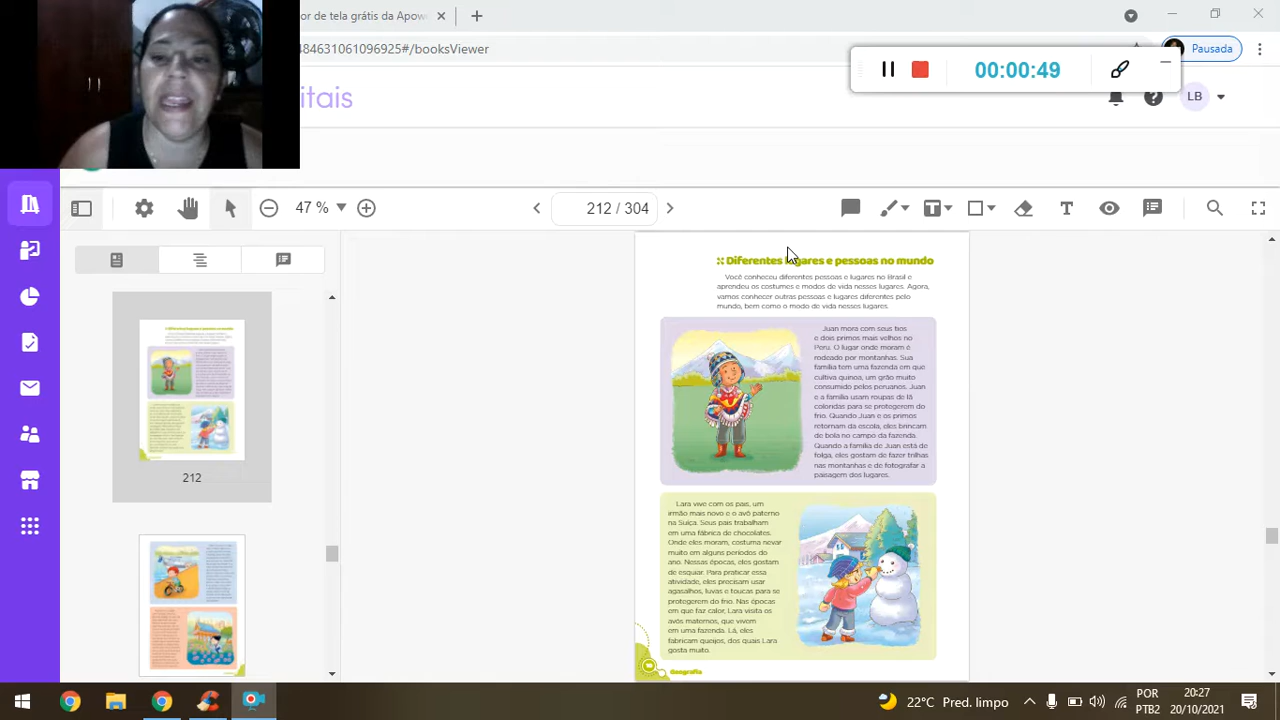 or de tela grátis da Apowe
484631061096925#/booksViewer
Pausada
00:00:49
itais
LB
47 %
212 / 304
:: Diferentes lugares e pessoas no mundo
Você conheceu diferentes pessoas e lugares no Brasil e
aprendeu os costumes e modos de vida nesses lugares. Agora,
vamos conhecer outras pessoas e lugares diferentes pelo
mundo, bem como o modo de vida nesses lugares.
Juan mora com seus tios
e dois primos mais velhos no
Peru. O lugar onde moram é
rodeado por montanhas. Sua
família tem uma fazenda em que
cultiva quinoa, um grão muito
consumido pelos peruanos. Juan
e a família usam roupas de lã
coloridas para se protegerem do
frio. Quando Juan e os primos
retornam da escola, eles brincam
de bola no campo da fazenda.
Quando a família de Juan está de
folga, eles gostam de fazer trilhas
nas montanhas e de fotografar a
paisagem dos lugares.
Lara vive com os pais, um
irmão mais novo e o avô paterno
na Suíça. Seus pais trabalham
em uma fábrica de chocolates.
Onde eles moram, costuma nevar
muito em alguns períodos do
ano. Nessas épocas, eles gostam
de esquiar. Para praticar essa
atividade, eles precisam usar
agasalhos, luvas e toucas para se
protegerem do frio. Nas épocas
em que faz calor, Lara visita os
avós maternos, que vivem
em uma fazenda. Lá, eles
fabricam queijos, dos quais Lara
gosta muito.
Geografia
212
22°C Pred. limpo
POR
PTB2
20:27
20/10/2021